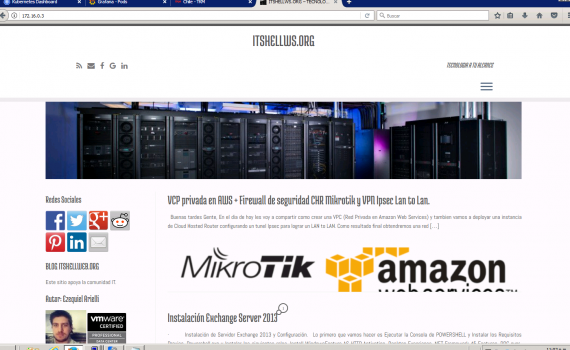 Kubernetes Dashboard
Grafana - Pods
Chile - TRM
ITSHELLWS.ORG – TECNOLO...
172.16.0.3
Buscar
ITSHELLWS.ORG
TECNOLOGIA A TU ALCANCE
Redes Sociales
BLOG ITSHELLWEB.ORG
Este sitio apoya la comunidad IT
Autor: Ezequiel Arielli
vmware
CERTIFIED
PROFESSIONAL
DATA CENTER
VCP privada en AWS + Firewall de seguridad CHR Mikrotik y VPN Ipsec Lan to Lan.
Buenas tardes Gente, En el dia de hoy les voy a compartir como crear una VPC (Red Privada en Amazon Web Services) y tambien vamos a deployar una instancia
de Cloud Hosted Router configurando un tunel Ipsec para lograr un LAN to LAN. Como resultado final obtendremos una red [...]
MikroTik
amazon
webservices™
Instalación Exchange Server 2013
Instalación de Servidor Exchange 2013 y Configuración. Lo primero que vamos hacer es Ejecutar la Consola de POWERSHELL y Instalar los Requisitos